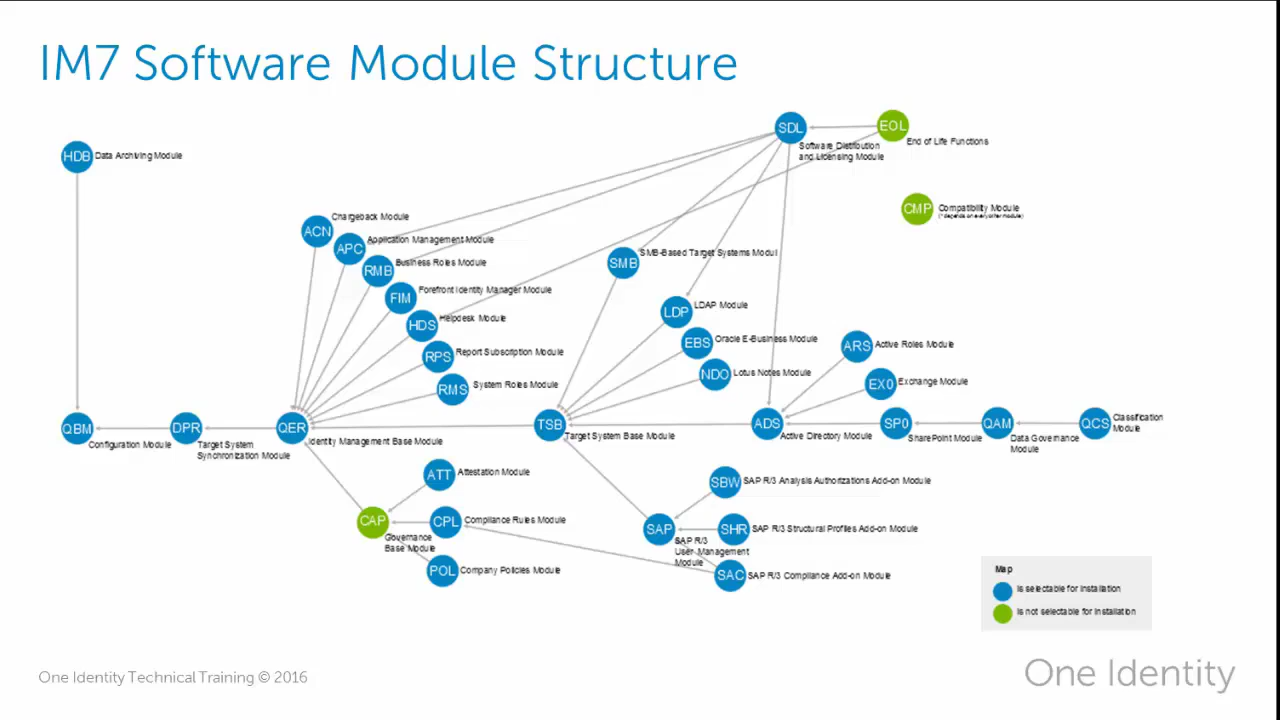 IM7 Software Module Structure
SDL
Software Distribution
and Licensing Module
EOL
End of Life Functions
HDB
Data Archiving Module
CMP
Compatibility Module
(* depends on every other module)
ACN
Chargeback Module
APC
Application Management Module
RMB
Business Roles Module
FIM
Forefront Identity Manager Module
HDS
Helpdesk Module
RPS
Report Subscription Module
RMS
System Roles Module
SMB
SMB-Based Target Systems Modul
LDP
LDAP Module
EBS
Oracle E-Business Module
NDO
Lotus Notes Module
ARS
Active Roles Module
EX0
Exchange Module
QBM
Configuration Module
DPR
Target System
Synchronization Module
QER
Identity Management Base Module
TSB
Target System Base Module
ADS
Active Directory Module
SP0
SharePoint Module
QAM
Data Governance
Module
QCS
Classification
Module
ATT
Attestation Module
CAP
Governance
Base Module
CPL
Compliance Rules Module
POL
Company Policies Module
SBW
SAP R/3 Analysis Authorizations Add-on Module
SAP
SAP R/3
User Management
Module
SHR
SAP R/3 Structural Profiles Add-on Module
SAC
SAP R/3 Compliance Add-on Module
Map
Is selectable for installation
Is not selectable for installation
One Identity Technical Training © 2016
One Identity